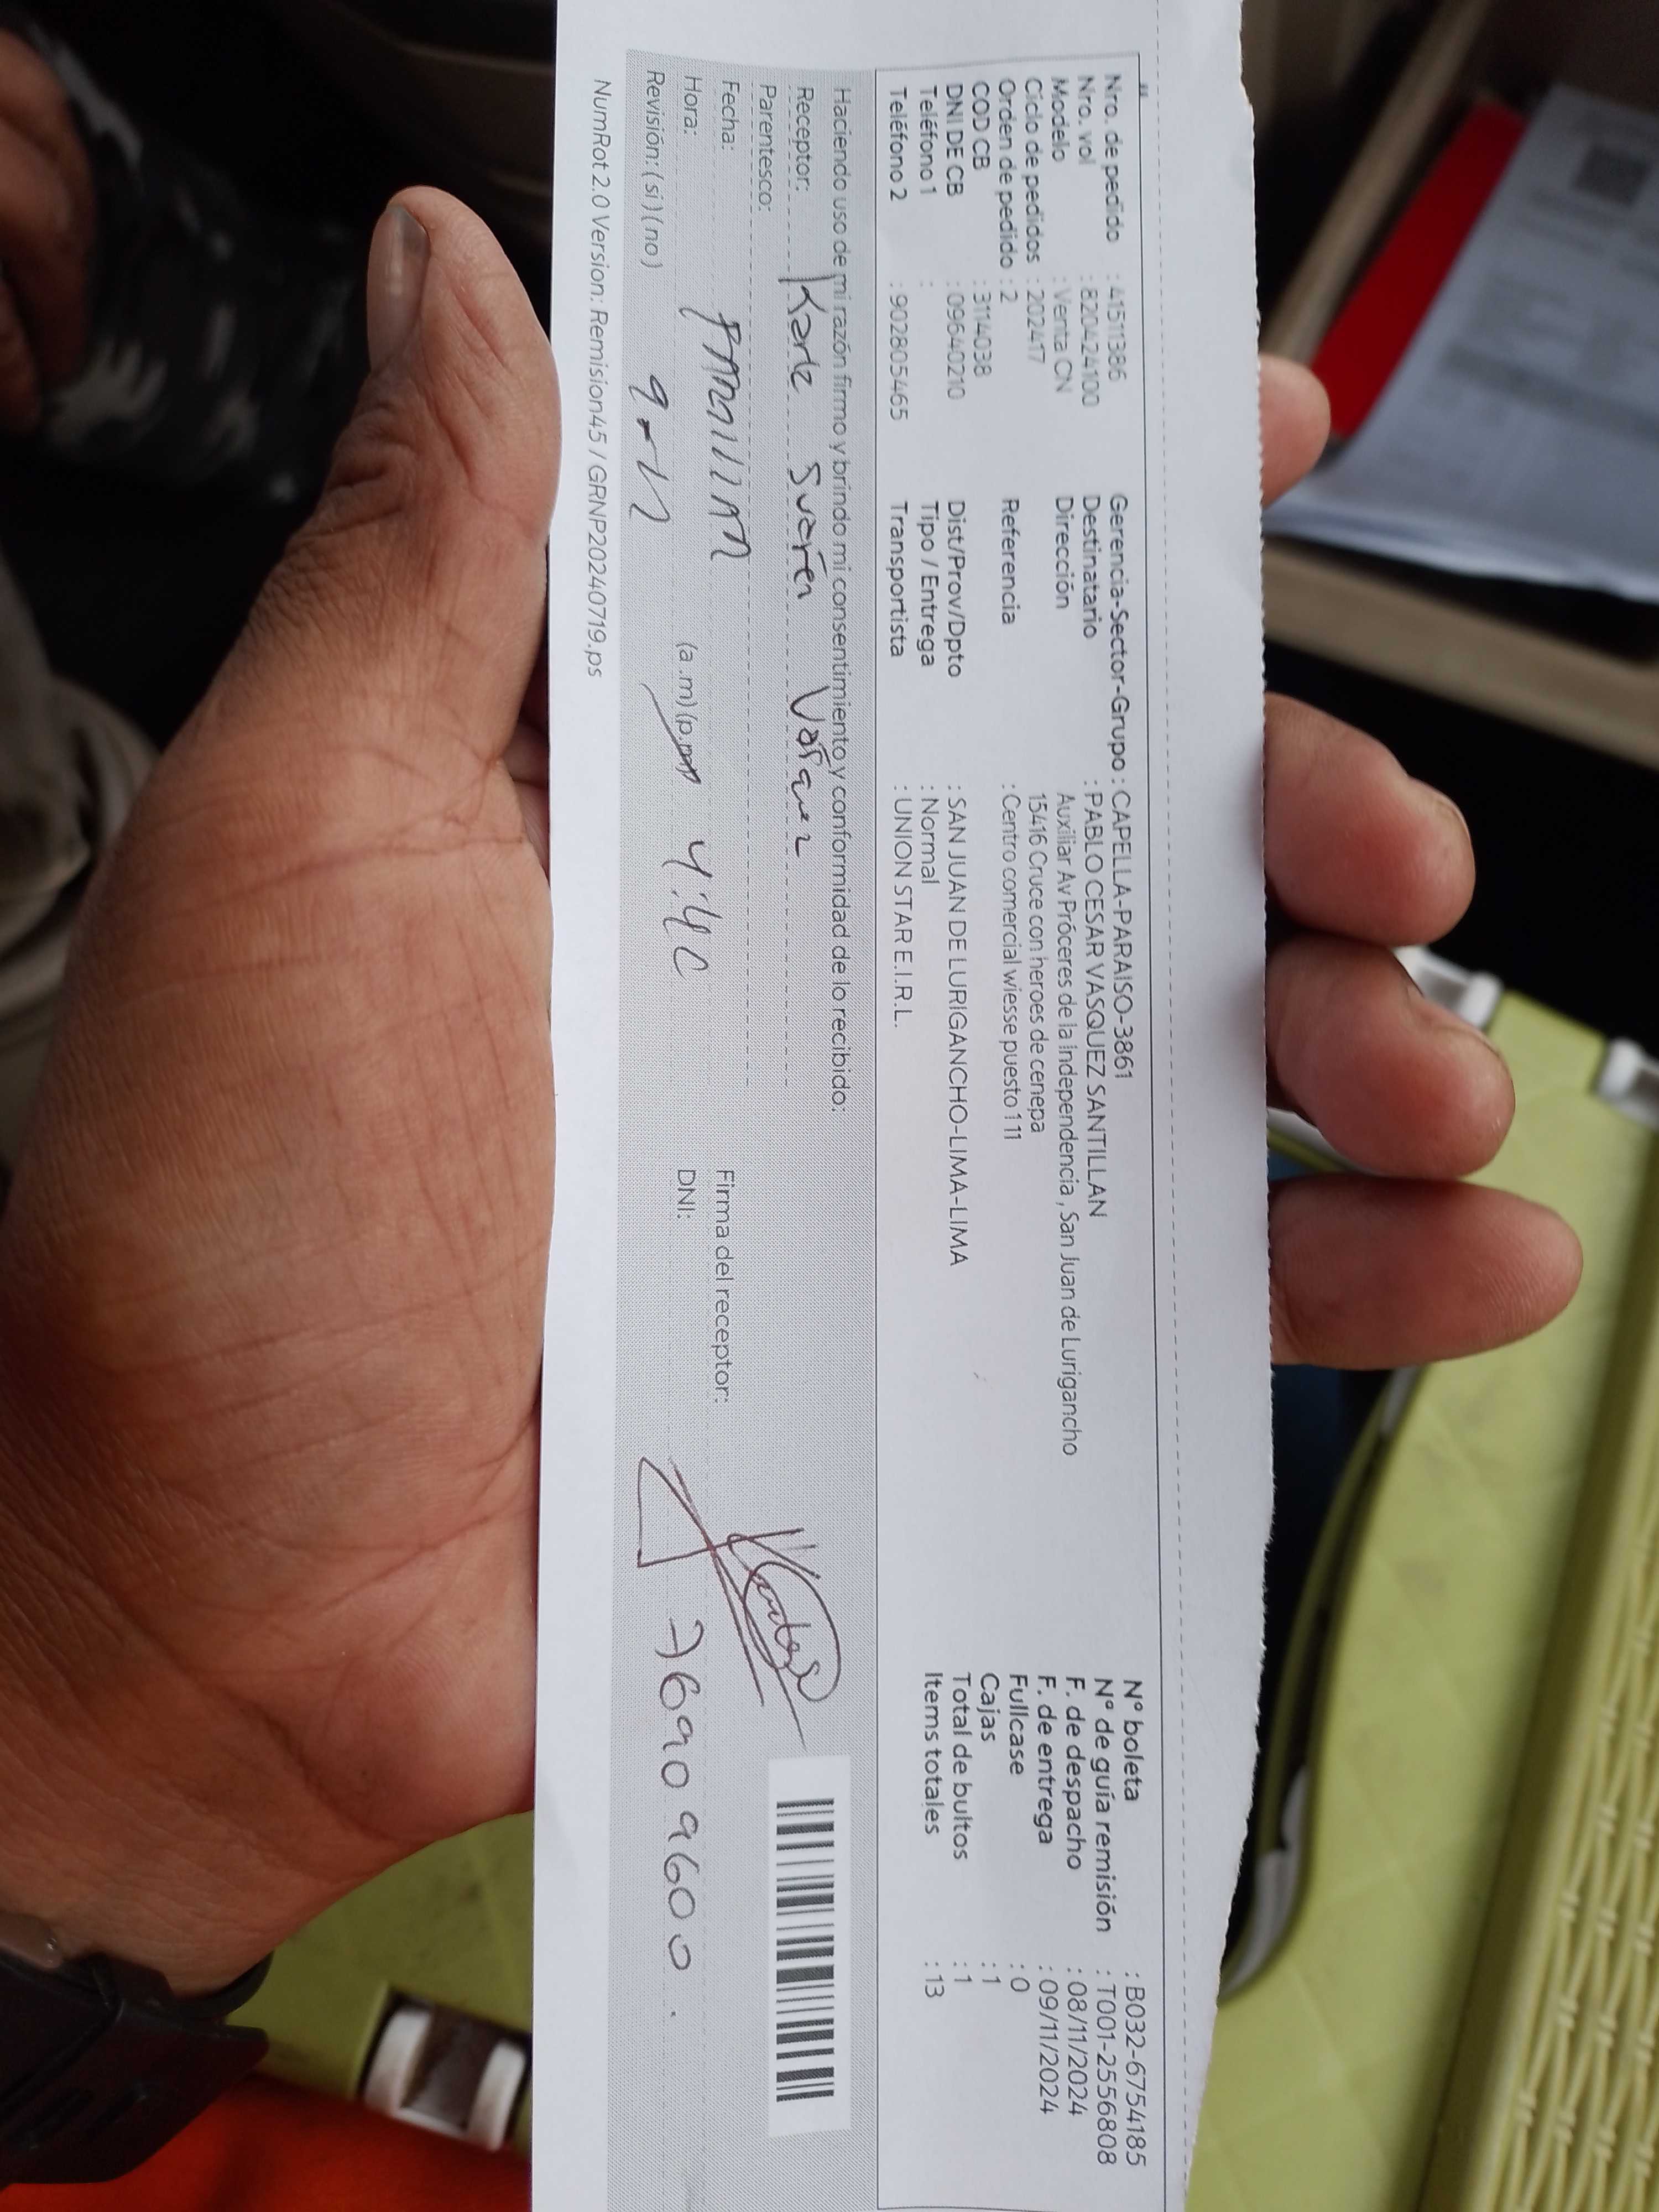 Nro. de pedido : 41511386
Nro. vol : 820424100
Modelo : Venta CN
Ciclo de pedidos : 202417
Orden de pedido : 2
COD CB : 3114038
DNI DE CB : 09640210
Teléfono 1 :
Teléfono 2 : 902805465
Gerencia-Sector-Grupo : CAPELLA-PARAISO-3861
Destinatario : PABLO CESAR VASQUEZ SANTILLAN
Dirección Auxiliar Av Próceres de la Independencia , San Juan de Lurigancho
15416 Cruce con heroes de cenepa
Referencia : Centro comercial wiesse puesto 111
Dist/Prov/Dpto : SAN JUAN DE LURIGANCHO-LIMA-LIMA
Tipo / Entrega : Normal
Transportista : UNION STAR E.I.R.L.
N° boleta : B032-6754185
N° de guía remisión : T001-2556808
F. de despacho : 08/11/2024
F. de entrega : 09/11/2024
Fullcase : 0
Cajas : 1
Total de bultos : 1
Items totales : 13
Haciendo uso de mi razón firmo y brindo mi consentimiento y conformidad de lo recibido:
Receptor: Karle
Parentesco:
Fecha:
Hora: (a.m)(p.m)
Revisión: (si)(no) 9-11
Firma del receptor:
DNI: 76909600
NumRot 2.0 Version: Remision45 / GRNP20240719.ps